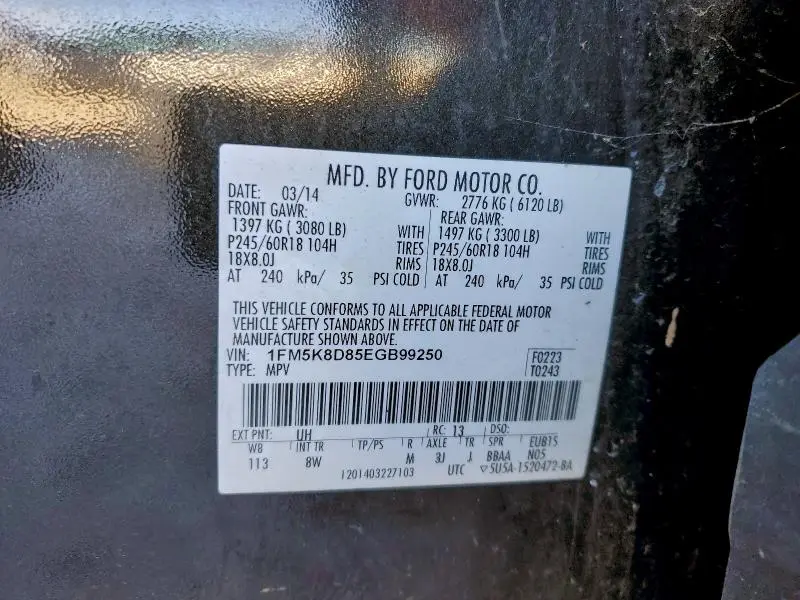 MFD. BY FORD MOTOR CO.
DATE: 03/14 GVWR: 2776 KG ( 6120 LB)
FRONT GAWR: REAR GAWR:
1397 KG ( 3080 LB) WITH 1497 KG ( 3300 LB) WITH
P245/60R18 104H TIRES P245/60R18 104H TIRES
18X8.0J RIMS 18X8.0J RIMS
AT 240 kPa/ 35 PSI COLD AT 240 kPa/ 35 PSI COLD
THIS VEHICLE CONFORMS TO ALL APPLICABLE FEDERAL MOTOR
VEHICLE SAFETY STANDARDS IN EFFECT ON THE DATE OF
MANUFACTURE SHOWN ABOVE.
VIN: 1FM5K8D85EGB99250 F0223
TYPE: MPV T0243
EXT PNT: UH RC: 13 DSO:
WB INT TR TP/PS R AXLE TR SPR EUB15
113 8W M 3J J BBAA N05
1201403227103 UTC ▽5U5A-1520472-BA